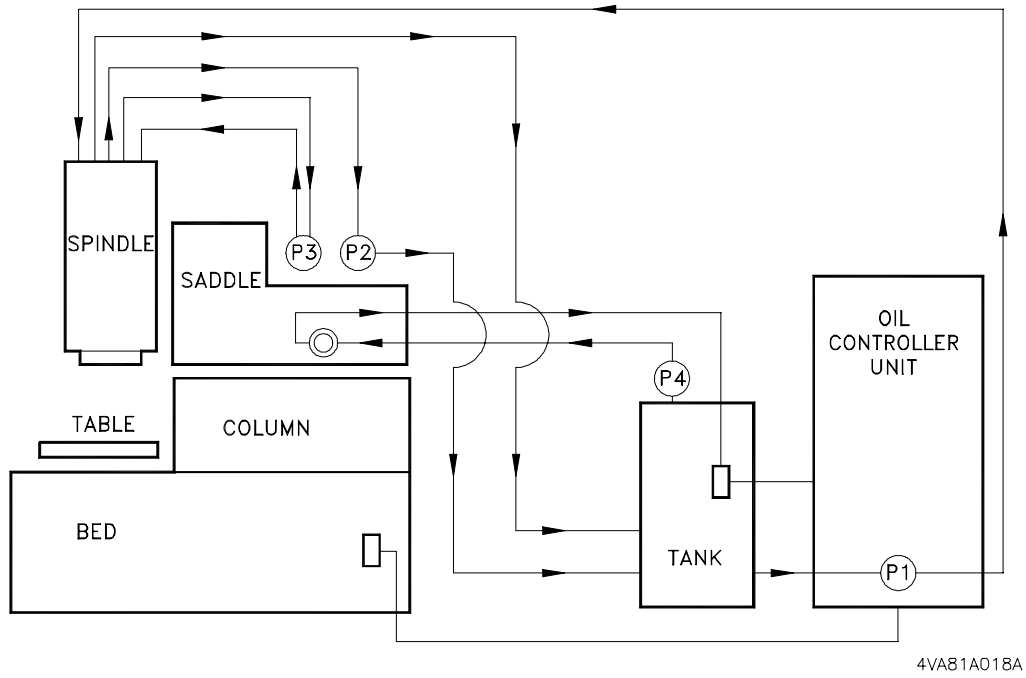 SPINDLE
SADDLE
P3
P2
OIL
CONTROLLER
UNIT
P4
TABLE
COLUMN
BED
TANK
P1
4VA81A018A